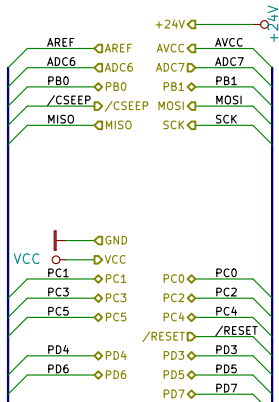 +24V +24V
AREF AREF AVCC AVCC
ADC6 ADC6 ADC7 ADC7
PB0 PB0 PB1 PB1
/CSEEP /CSEEP MOSI MOSI
MISO MISO SCK SCK
GND
VCC VCC
PC1 PC1 PC0 PC0
PC3 PC3 PC2 PC2
PC5 PC5 PC4 PC4
/RESET /RESET
PD4 PD4 PD3 PD3
PD6 PD6 PD5 PD5
PD7 PD7